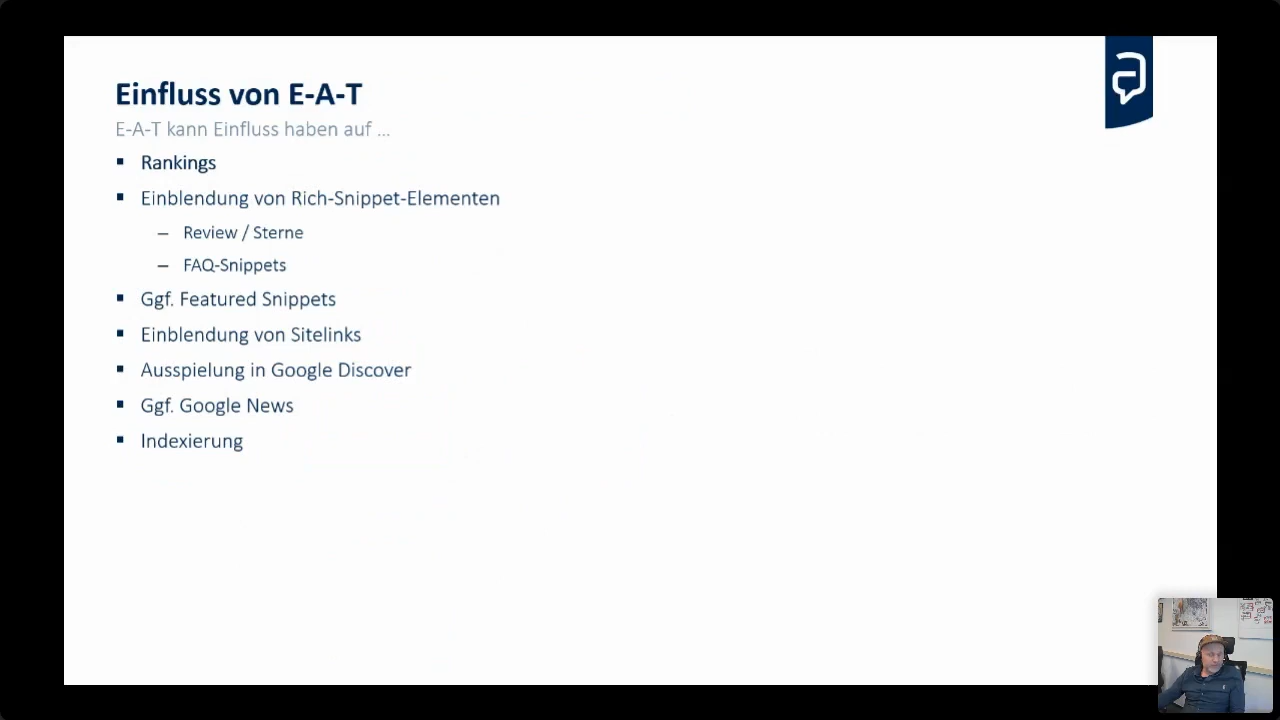 Einfluss von E-A-T
E-A-T kann Einfluss haben auf ...
▪ Rankings
▪ Einblendung von Rich-Snippet-Elementen
– Review / Sterne
– FAQ-Snippets
▪ Ggf. Featured Snippets
▪ Einblendung von Sitelinks
▪ Ausspielung in Google Discover
▪ Ggf. Google News
▪ Indexierung